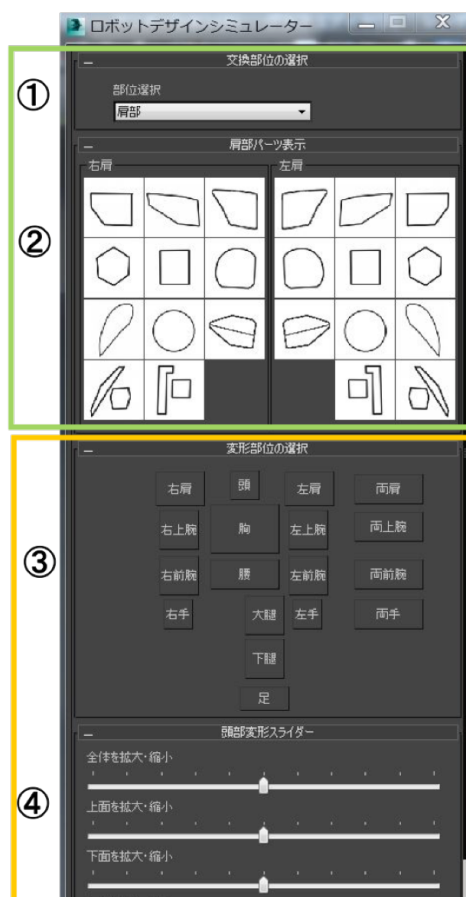 ロボットデザインシミュレーター
①
交換部位の選択
部位選択
肩部
②
肩部パーツ表示
右肩
左肩
③
変形部位の選択
右肩 頭 左肩 両肩
右上腕 胸 左上腕 両上腕
右前腕 腰 左前腕 両前腕
右手 大腿 左手 両手
下腿
足
④
頭部変形スライダー
全体を拡大・縮小
上面を拡大・縮小
下面を拡大・縮小